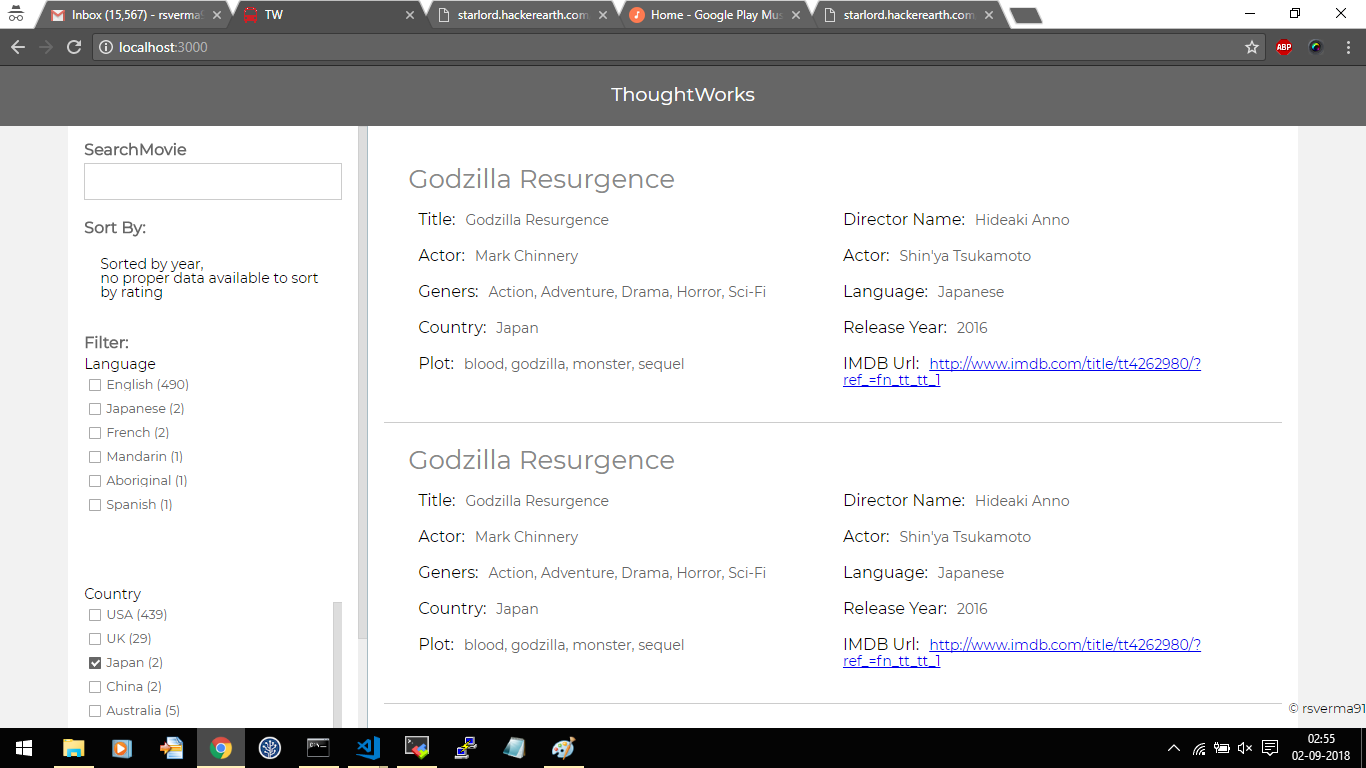 Inbox (15,567) - rsverma9
TW
starlord.hackerearth.com
Home - Google Play Mus
starlord.hackerearth.com
localhost:3000
ABP
ThoughtWorks
SearchMovie
Sort By:
Sorted by year,
no proper data available to sort
by rating
Filter:
Language
English (490)
Japanese (2)
French (2)
Mandarin (1)
Aboriginal (1)
Spanish (1)
Country
USA (439)
UK (29)
Japan (2)
China (2)
Australia (5)
Godzilla Resurgence
Title: Godzilla Resurgence
Director Name: Hideaki Anno
Actor: Mark Chinnery
Actor: Shin'ya Tsukamoto
Geners: Action, Adventure, Drama, Horror, Sci-Fi
Language: Japanese
Country: Japan
Release Year: 2016
Plot: blood, godzilla, monster, sequel
IMDB Url: http://www.imdb.com/title/tt4262980/?
ref_=fn_tt_tt_1
Godzilla Resurgence
Title: Godzilla Resurgence
Director Name: Hideaki Anno
Actor: Mark Chinnery
Actor: Shin'ya Tsukamoto
Geners: Action, Adventure, Drama, Horror, Sci-Fi
Language: Japanese
Country: Japan
Release Year: 2016
Plot: blood, godzilla, monster, sequel
IMDB Url: http://www.imdb.com/title/tt4262980/?
ref_=fn_tt_tt_1
© rsverma91
02:55
02-09-2018